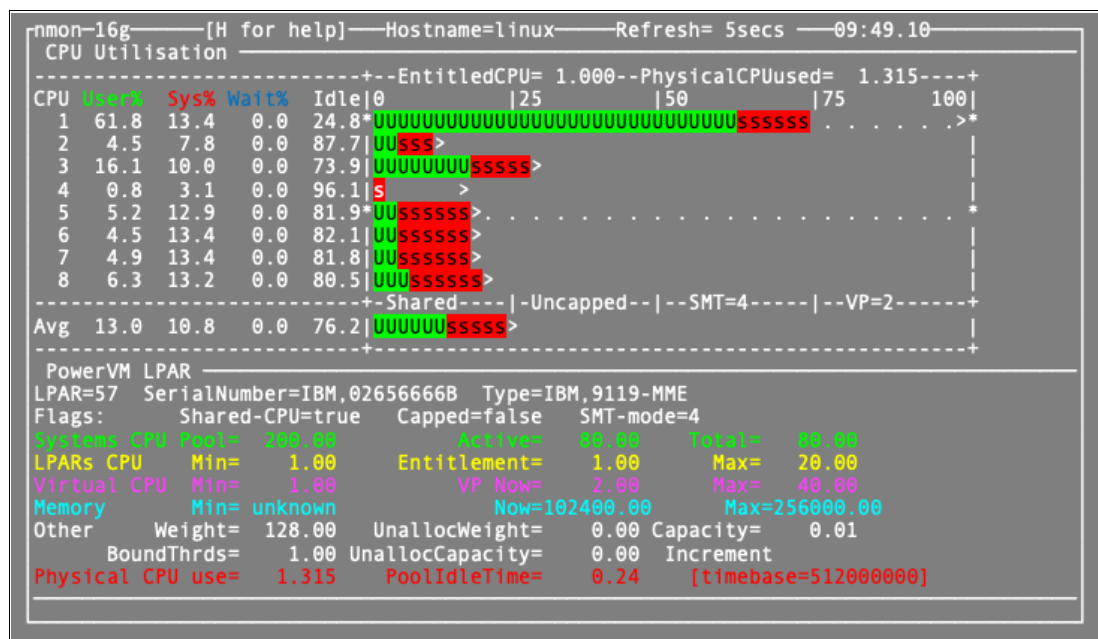 nmon─16g──────[H for help]───Hostname=linux─────Refresh= 5secs ───09:49.10──
CPU Utilisation
---------------------------+--EntitledCPU= 1.000--PhysicalCPUused=  1.315----+
CPU User%  Sys% Wait%  Idle|0          |25         |50          |75       100|
1  61.8  13.4   0.0  24.8*UUUUUUUUUUUUUUUUUUUUUUUUUUUUUUssssss . . . . . .>*
2   4.5   7.8   0.0  87.7|UUsss>                                          |
3  16.1  10.0   0.0  73.9|UUUUUUUUsssss>                                  |
4   0.8   3.1   0.0  96.1|s      >                                        |
5   5.2  12.9   0.0  81.9*UUssssss>. . . . . . . . . . . . . . . . . . . . *
6   4.5  13.4   0.0  82.1|UUssssss>                                       |
7   4.9  13.4   0.0  81.8|UUssssss>                                       |
8   6.3  13.2   0.0  80.5|UUUssssss>                                      |
---------------------------+-Shared----|-Uncapped--|--SMT=4-----|--VP=2------+
Avg  13.0  10.8   0.0  76.2|UUUUUUsssss>                                    |
---------------------------+-------------------------------------------------+
PowerVM LPAR
LPAR=57  SerialNumber=IBM,02656666B  Type=IBM,9119-MME
Flags:      Shared-CPU=true   Capped=false   SMT-mode=4
Systems CPU Pool=  200.00          Active=   80.00    Total=   80.00
LPARs CPU    Min=    1.00     Entitlement=    1.00      Max=   20.00
Virtual CPU  Min=    1.00          VP Now=    2.00      Max=   40.00
Memory       Min= unknown             Now=102400.00      Max=256000.00
Other     Weight=  128.00   UnallocWeight=    0.00 Capacity=    0.01
BoundThrds=    1.00 UnallocCapacity=    0.00  Increment
Physical CPU use=   1.315    PoolIdleTime=    0.24    [timebase=512000000]